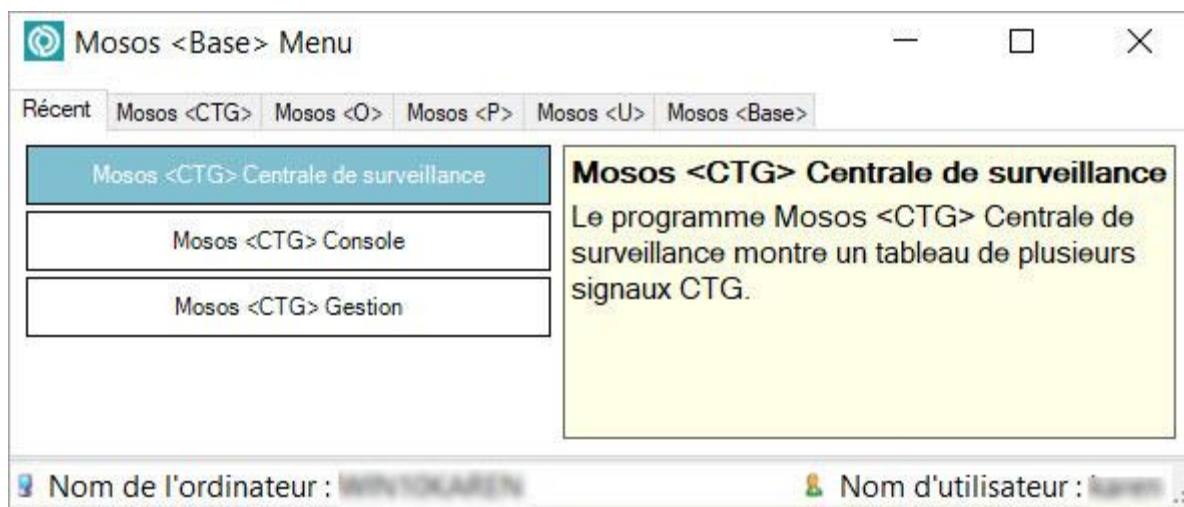 Mosos <Base> Menu
Récent Mosos <CTG> Mosos <O> Mosos <P> Mosos <U> Mosos <Base>
Mosos <CTG> Centrale de surveillance
Mosos <CTG> Console
Mosos <CTG> Gestion
Mosos <CTG> Centrale de surveillance
Le programme Mosos <CTG> Centrale de
surveillance montre un tableau de plusieurs
signaux CTG.
Nom de l'ordinateur : Nom d'utilisateur :